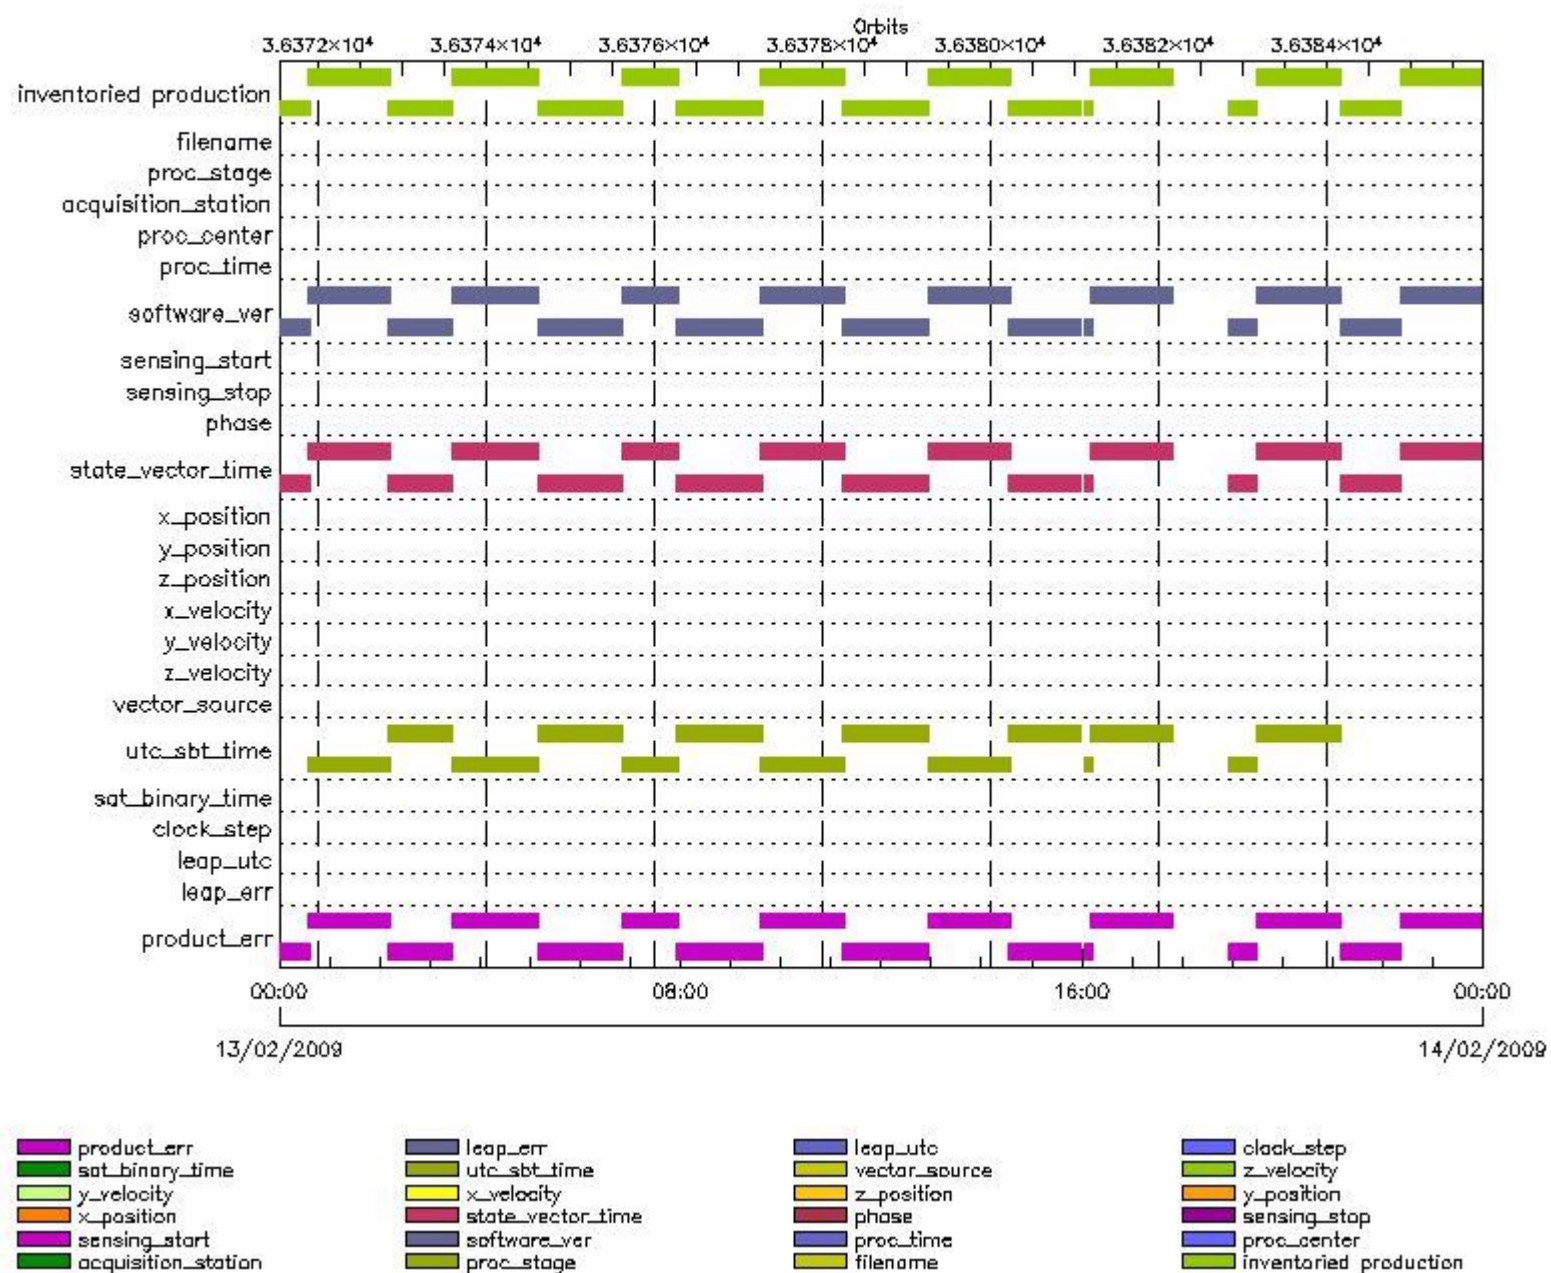 Orbits
3.6372×10⁴ 3.6374×10⁴ 3.6376×10⁴ 3.6378×10⁴ 3.6380×10⁴ 3.6382×10⁴ 3.6384×10⁴
inventoried production
filename
proc_stage
acquisition_station
proc_center
proc_time
software_ver
sensing_start
sensing_stop
phase
state_vector_time
x_position
y_position
z_position
x_velocity
y_velocity
z_velocity
vector_source
utc_sbt_time
sat_binary_time
clock_step
leap_utc
leap_err
product_err
00:00 08:00 16:00 00:00
13/02/2009 14/02/2009
product_err leap_err leap_utc clock_step
sat_binary_time utc_sbt_time vector_source z_velocity
y_velocity x_velocity z_position y_position
x_position state_vector_time phase sensing_stop
sensing_start software_ver proc_time proc_center
acquisition_station proc_stage filename inventoried production